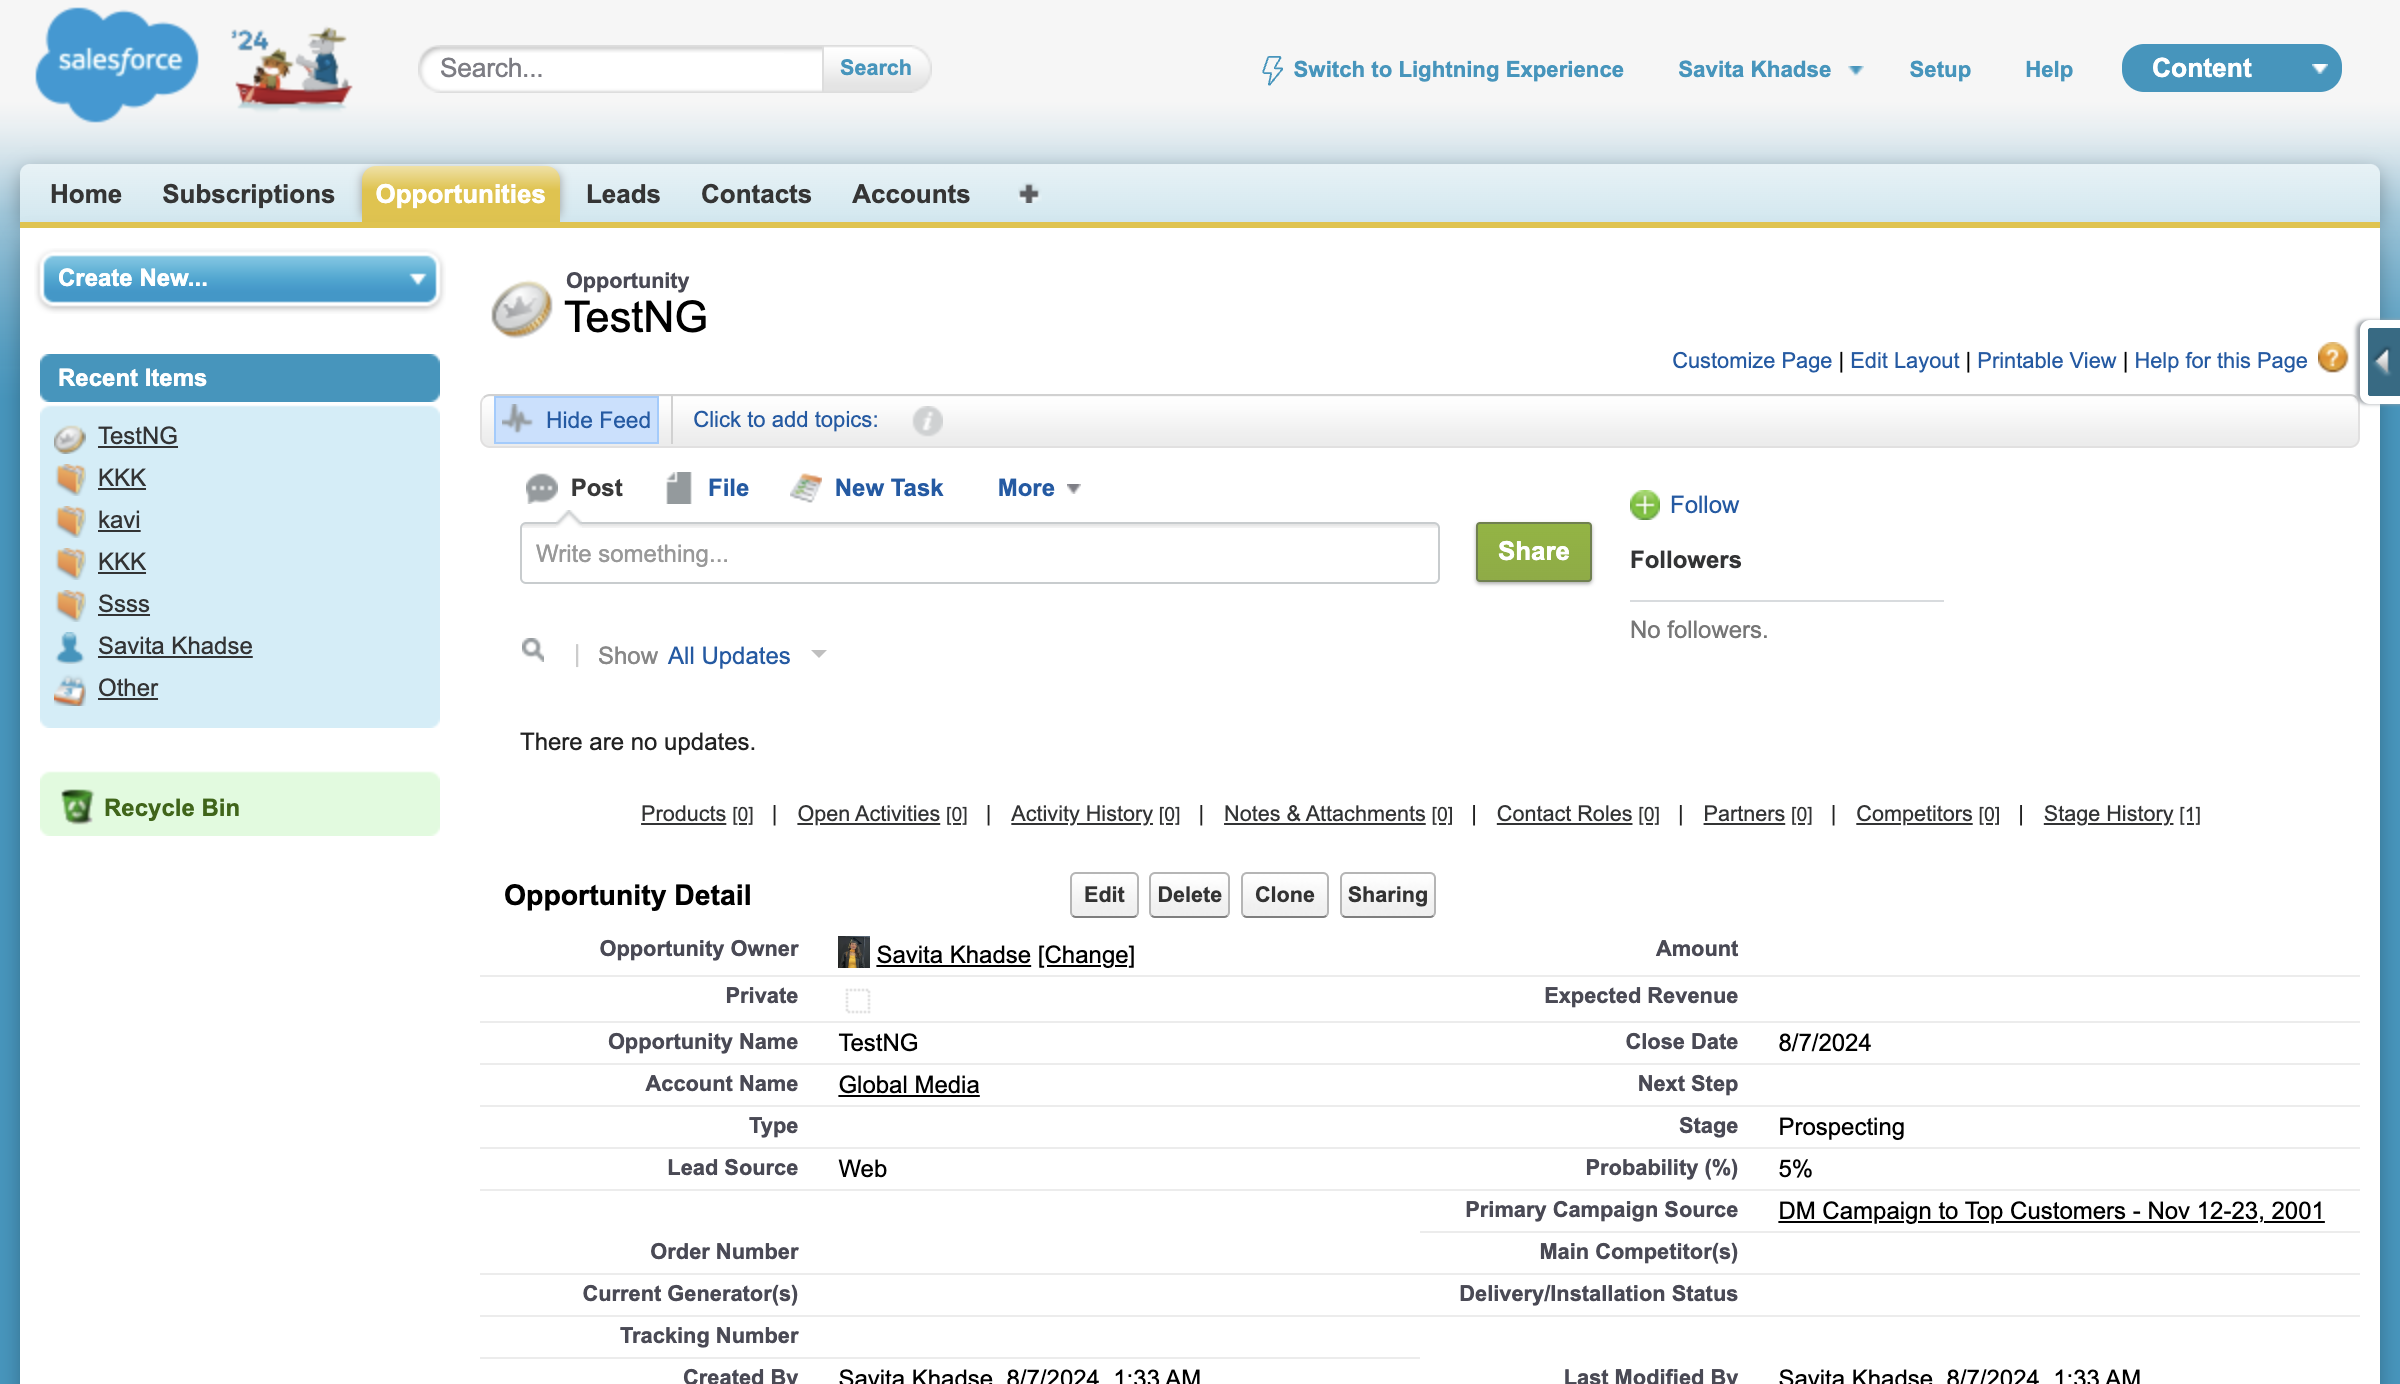 salesforce
'24
Search...
Search
Switch to Lightning Experience
Savita Khadse
Setup
Help
Content
Home
Subscriptions
Opportunities
Leads
Contacts
Accounts
Create New...
Recent Items
TestNG
KKK
kavi
KKK
Ssss
Savita Khadse
Other
Recycle Bin
Opportunity
TestNG
Customize Page | Edit Layout | Printable View | Help for this Page ?
Hide Feed
Click to add topics:
Post
File
New Task
More
Write something...
Share
Follow
Followers
No followers.
Show All Updates
There are no updates.
Products [0] | Open Activities [0] | Activity History [0] | Notes & Attachments [0] | Contact Roles [0] | Partners [0] | Competitors [0] | Stage History [1]
Opportunity Detail
Edit
Delete
Clone
Sharing
Opportunity Owner Savita Khadse [Change] Amount
Private Expected Revenue
Opportunity Name TestNG Close Date 8/7/2024
Account Name Global Media Next Step
Type Stage Prospecting
Lead Source Web Probability (%) 5%
Primary Campaign Source DM Campaign to Top Customers - Nov 12-23, 2001
Order Number Main Competitor(s)
Current Generator(s) Delivery/Installation Status
Tracking Number
Created By Savita Khadse, 8/7/2024, 1:33 AM Last Modified By Savita Khadse, 8/7/2024, 1:33 AM